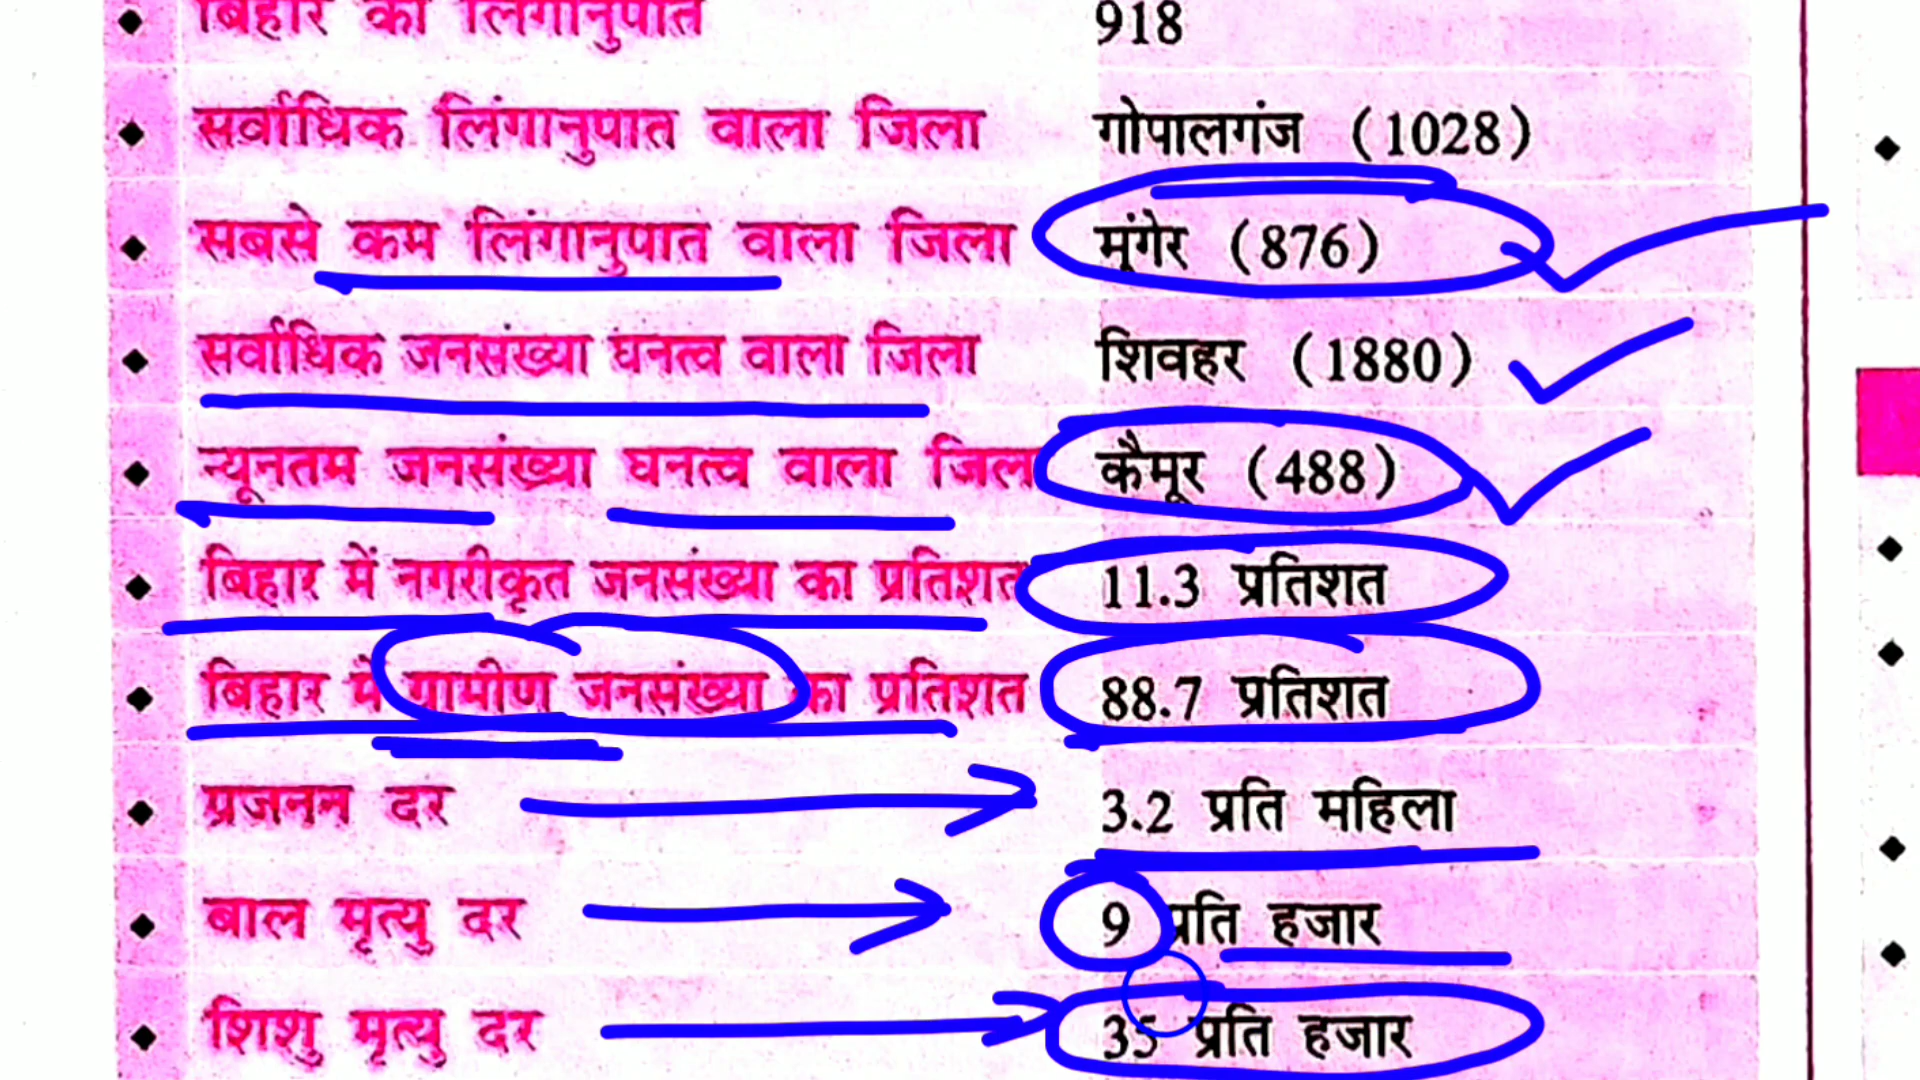 बिहार का लिंगानुपात 918
सर्वाधिक लिंगानुपात वाला जिला गोपालगंज (1028)
सबसे कम लिंगानुपात वाला जिला मुंगेर (876)
सर्वाधिक जनसंख्या घनत्व वाला जिला शिवहर (1880)
न्यूनतम जनसंख्या घनत्व वाला जिला कैमूर (488)
बिहार में नगरीकृत जनसंख्या का प्रतिशत 11.3 प्रतिशत
बिहार में ग्रामीण जनसंख्या का प्रतिशत 88.7 प्रतिशत
प्रजनन दर 3.2 प्रति महिला
बाल मृत्यु दर 9 प्रति हजार
शिशु मृत्यु दर 35 प्रति हजार